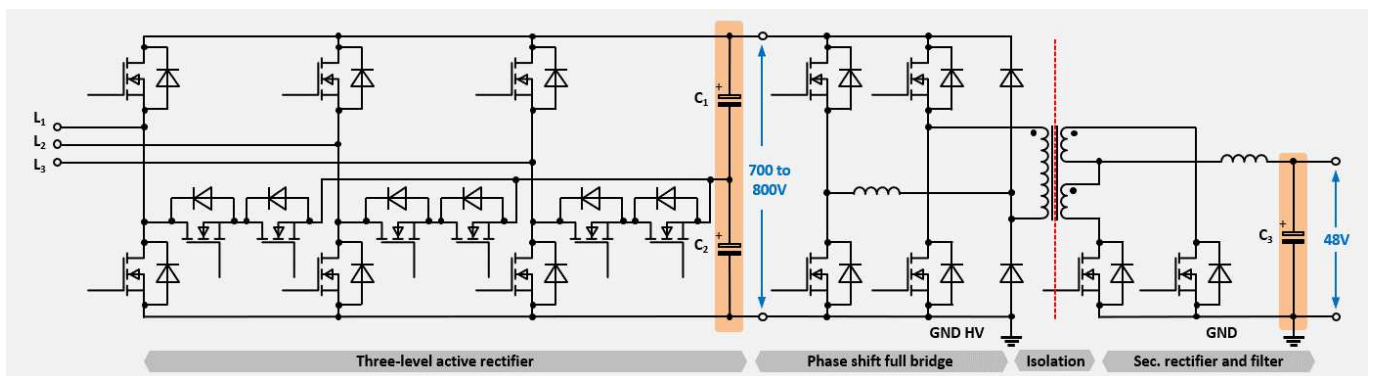 L₁
L₂
L₃
+
C₁
+
C₂
700 to
800V
+
C₃
48V
GND HV
GND
Three-level active rectifier
Phase shift full bridge
Isolation
Sec. rectifier and filter